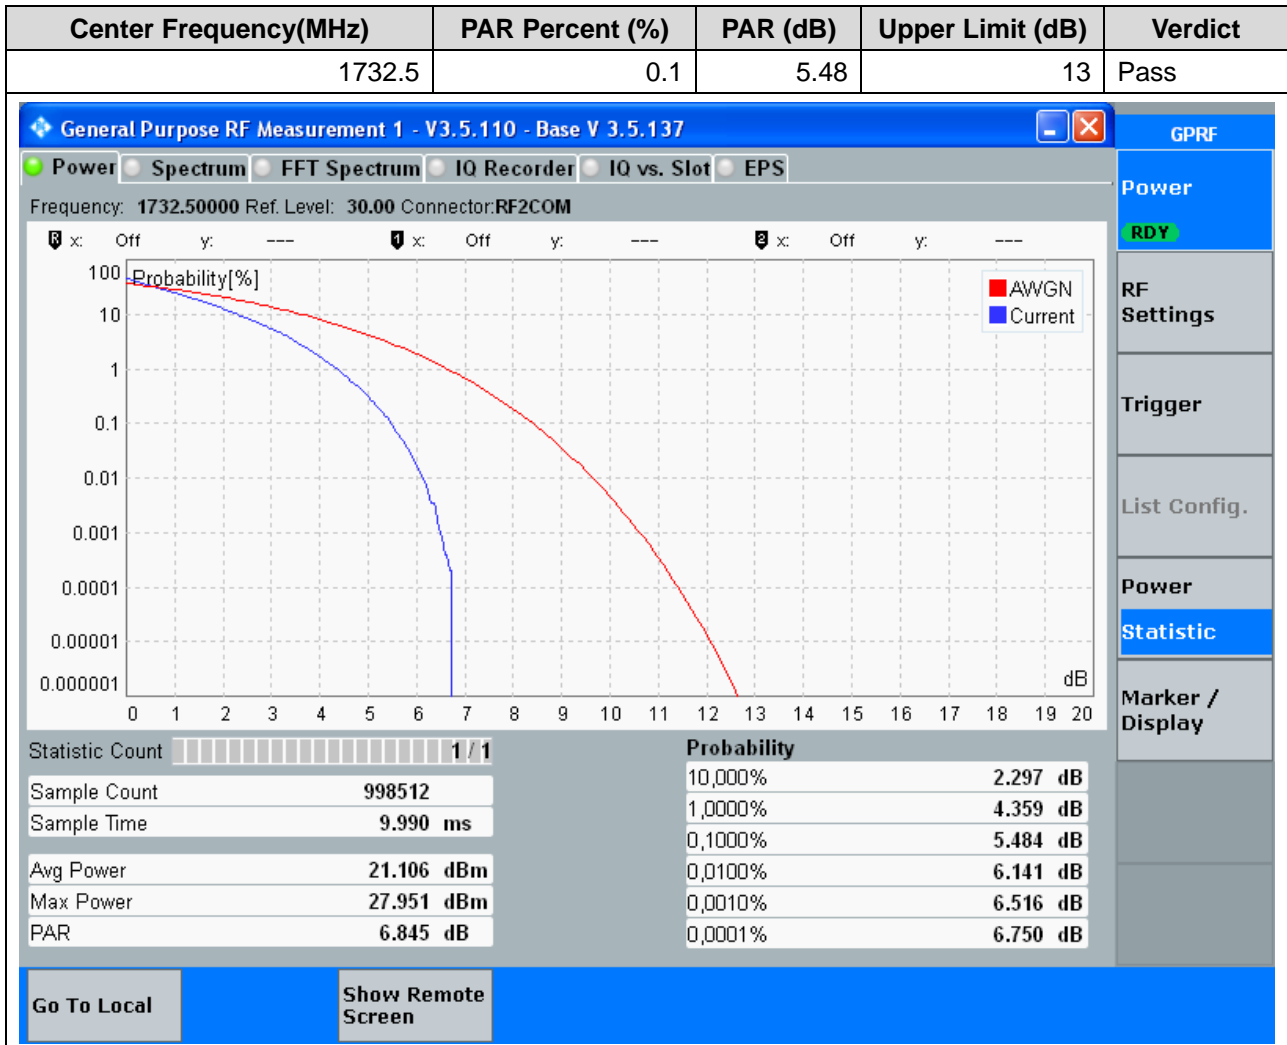 Center Frequency(MHz) PAR Percent (%) PAR (dB) Upper Limit (dB) Verdict
1732.5 0.1 5.48 13 Pass
General Purpose RF Measurement 1 - V3.5.110 - Base V 3.5.137
GPRF
Power Spectrum FFT Spectrum IQ Recorder IQ vs. Slot EPS
Power
RDY
Frequency: 1732.50000 Ref. Level: 30.00 Connector:RF2COM
R x: Off y: --- 1 x: Off y: --- 2 x: Off y: ---
Probability[%]
AWGN
Current
100
10
1
0.1
0.01
0.001
0.0001
0.00001
0.000001
dB
0 1 2 3 4 5 6 7 8 9 10 11 12 13 14 15 16 17 18 19 20
RF
Settings
Trigger
List Config.
Power
Statistic
Marker /
Display
Statistic Count 1 / 1
Sample Count 998512
Sample Time 9.990 ms
Avg Power 21.106 dBm
Max Power 27.951 dBm
PAR 6.845 dB
Probability
10,000% 2.297 dB
1,0000% 4.359 dB
0,1000% 5.484 dB
0,0100% 6.141 dB
0,0010% 6.516 dB
0,0001% 6.750 dB
Go To Local
Show Remote
Screen